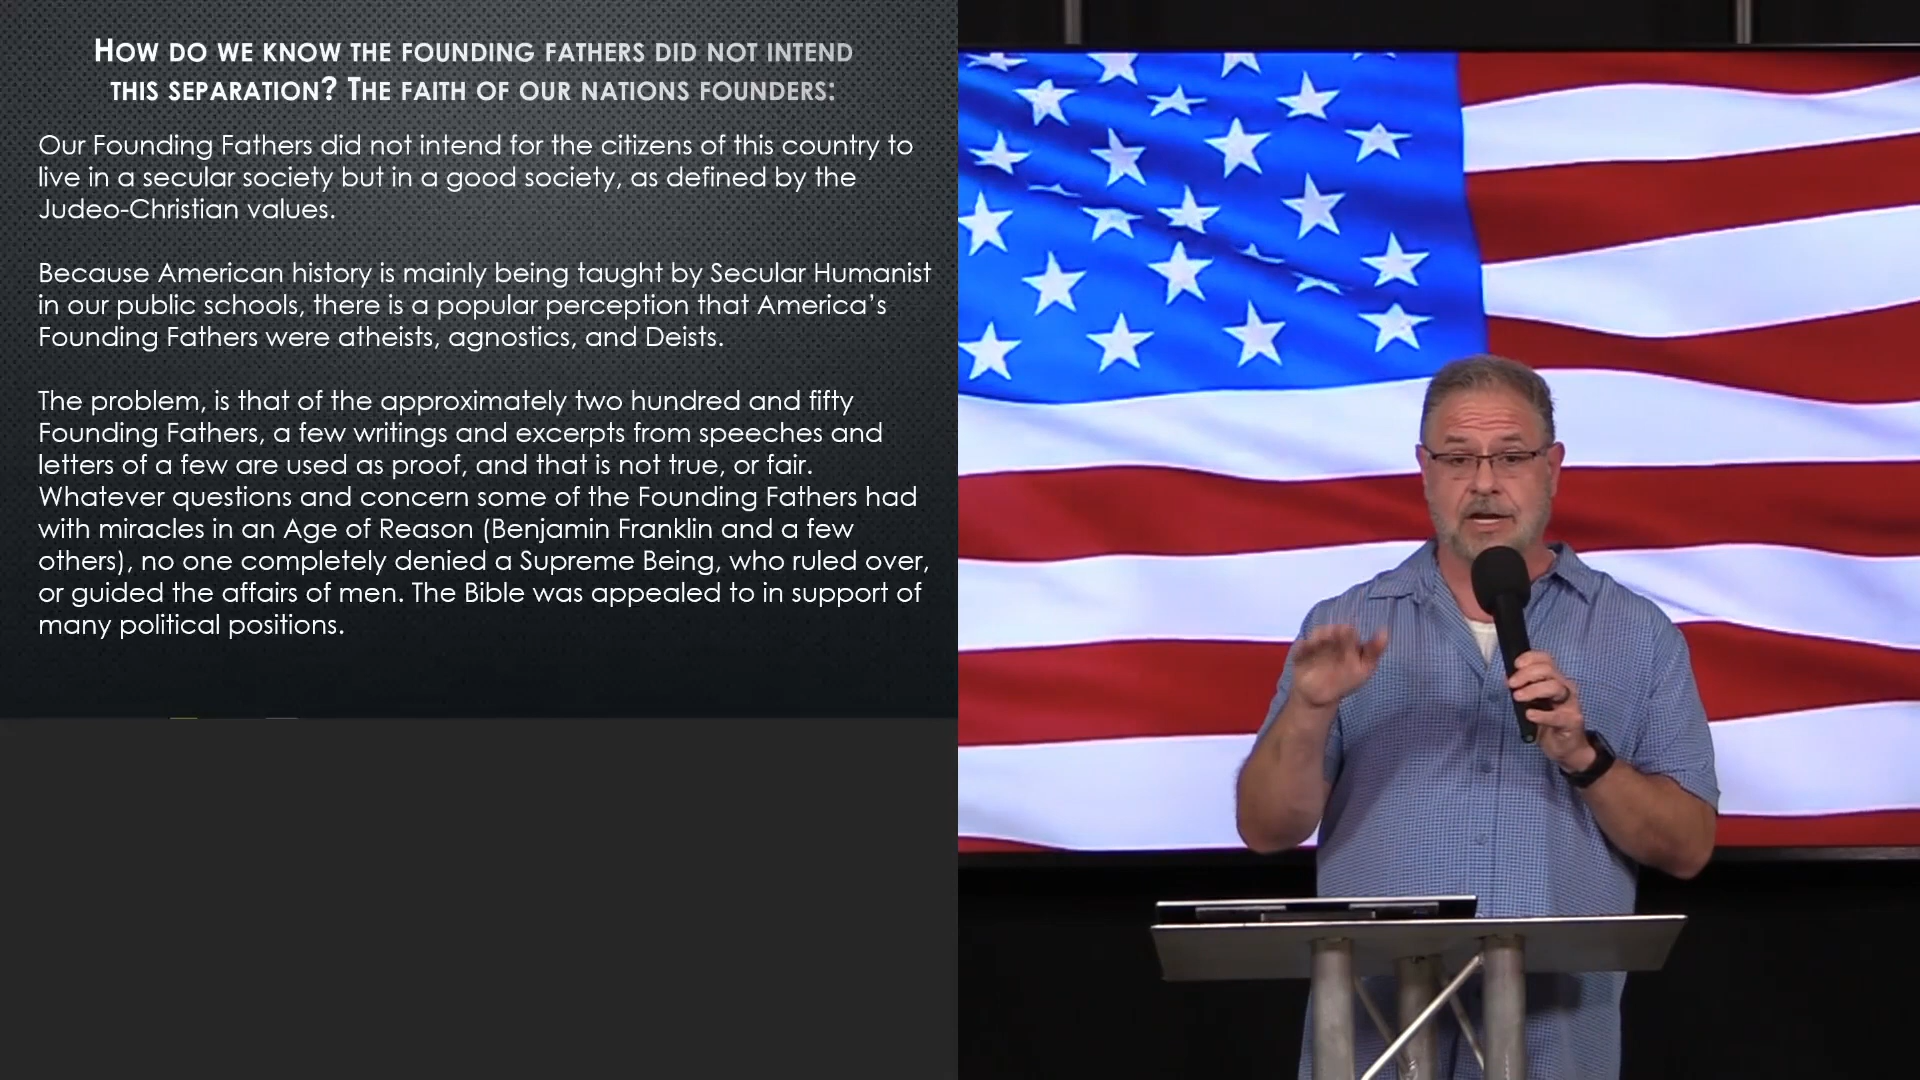 HOW DO WE KNOW THE FOUNDING FATHERS DID NOT INTEND
THIS SEPARATION? THE FAITH OF OUR NATIONS FOUNDERS:
Our Founding Fathers did not intend for the citizens of this country to
live in a secular society but in a good society, as defined by the
Judeo-Christian values.
Because American history is mainly being taught by Secular Humanist
in our public schools, there is a popular perception that America’s
Founding Fathers were atheists, agnostics, and Deists.
The problem, is that of the approximately two hundred and fifty
Founding Fathers, a few writings and excerpts from speeches and
letters of a few are used as proof, and that is not true, or fair.
Whatever questions and concern some of the Founding Fathers had
with miracles in an Age of Reason (Benjamin Franklin and a few
others), no one completely denied a Supreme Being, who ruled over,
or guided the affairs of men. The Bible was appealed to in support of
many political positions.